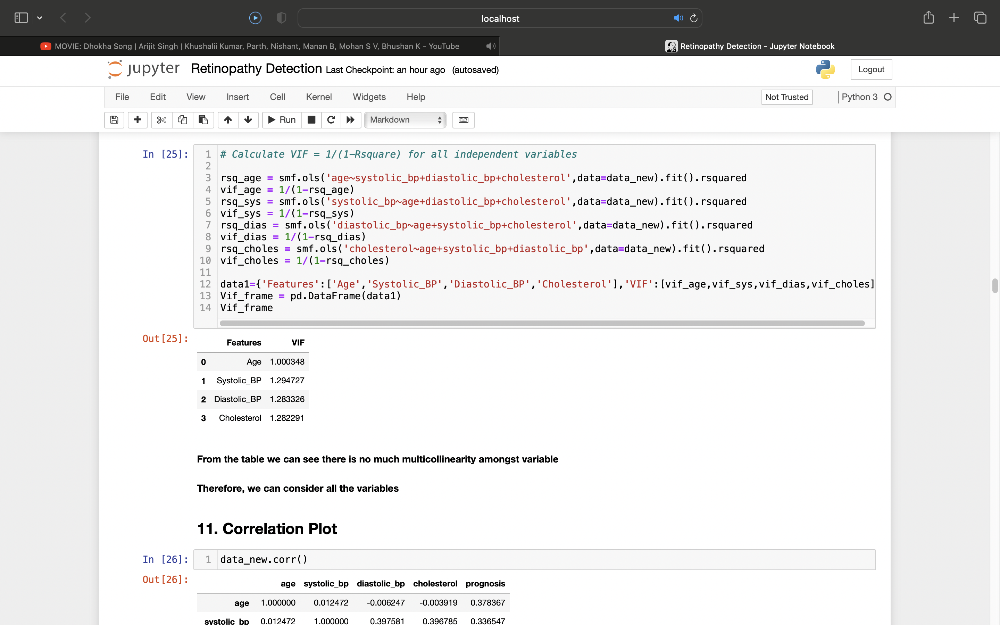 localhost
MOVIE: Dhokha Song | Arijit Singh | Khushalii Kumar, Parth, Nishant, Manan B, Mohan S V, Bhushan K - YouTube
Retinopathy Detection - Jupyter Notebook
jupyter Retinopathy Detection Last Checkpoint: an hour ago (autosaved)
Logout
File Edit View Insert Cell Kernel Widgets Help
Not Trusted
Python 3
Run
Markdown
In [25]:
1 # Calculate VIF = 1/(1-Rsquare) for all independent variables
2
3 rsq_age = smf.ols('age~systolic_bp+diastolic_bp+cholesterol',data=data_new).fit().rsquared
4 vif_age = 1/(1-rsq_age)
5 rsq_sys = smf.ols('systolic_bp~age+diastolic_bp+cholesterol',data=data_new).fit().rsquared
6 vif_sys = 1/(1-rsq_sys)
7 rsq_dias = smf.ols('diastolic_bp~age+systolic_bp+cholesterol',data=data_new).fit().rsquared
8 vif_dias = 1/(1-rsq_dias)
9 rsq_choles = smf.ols('cholesterol~age+systolic_bp+diastolic_bp',data=data_new).fit().rsquared
10 vif_choles = 1/(1-rsq_choles)
11
12 data1={'Features':['Age','Systolic_BP','Diastolic_BP','Cholesterol'],'VIF':[vif_age,vif_sys,vif_dias,vif_choles]
13 Vif_frame = pd.DataFrame(data1)
14 Vif_frame
Out[25]:
Features VIF
0 Age 1.000348
1 Systolic_BP 1.294727
2 Diastolic_BP 1.283326
3 Cholesterol 1.282291
From the table we can see there is no much multicollinearity amongst variable
Therefore, we can consider all the variables
11. Correlation Plot
In [26]:
1 data_new.corr()
Out[26]:
age systolic_bp diastolic_bp cholesterol prognosis
age 1.000000 0.012472 -0.006247 -0.003919 0.378367
systolic_bp 0.012472 1.000000 0.397581 0.396785 0.336547